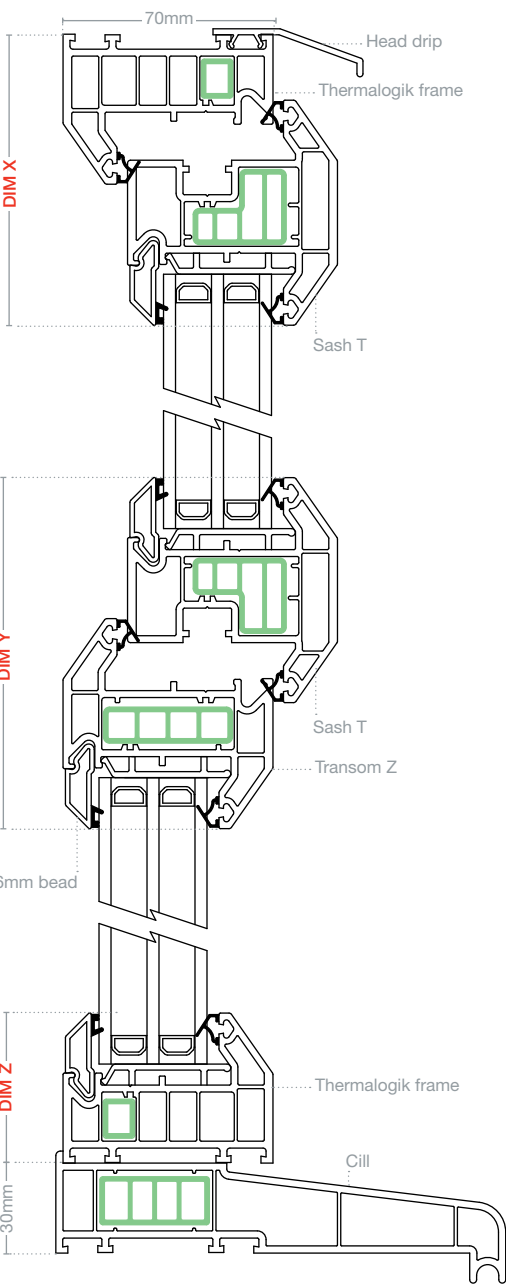 70mm
Head drip
Thermalogik frame
DIM X
Sash T
DIM Y
Sash T
Transom Z
6mm bead
DIM Z
Thermalogik frame
Cill
30mm